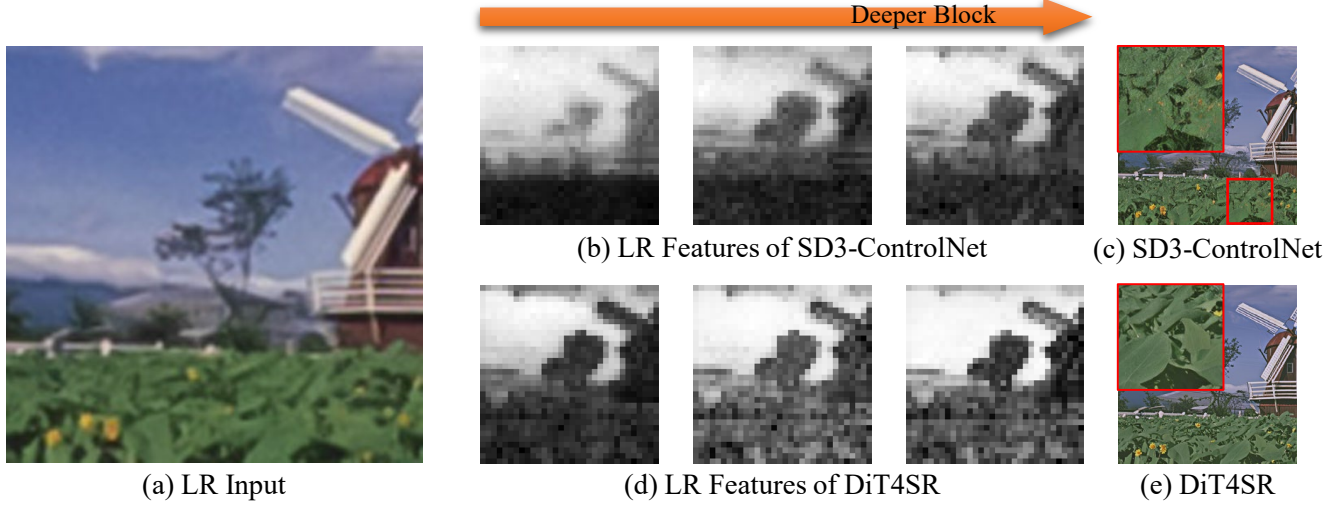 Deeper Block
(b) LR Features of SD3-ControlNet
(c) SD3-ControlNet
(a) LR Input
(d) LR Features of DiT4SR
(e) DiT4SR